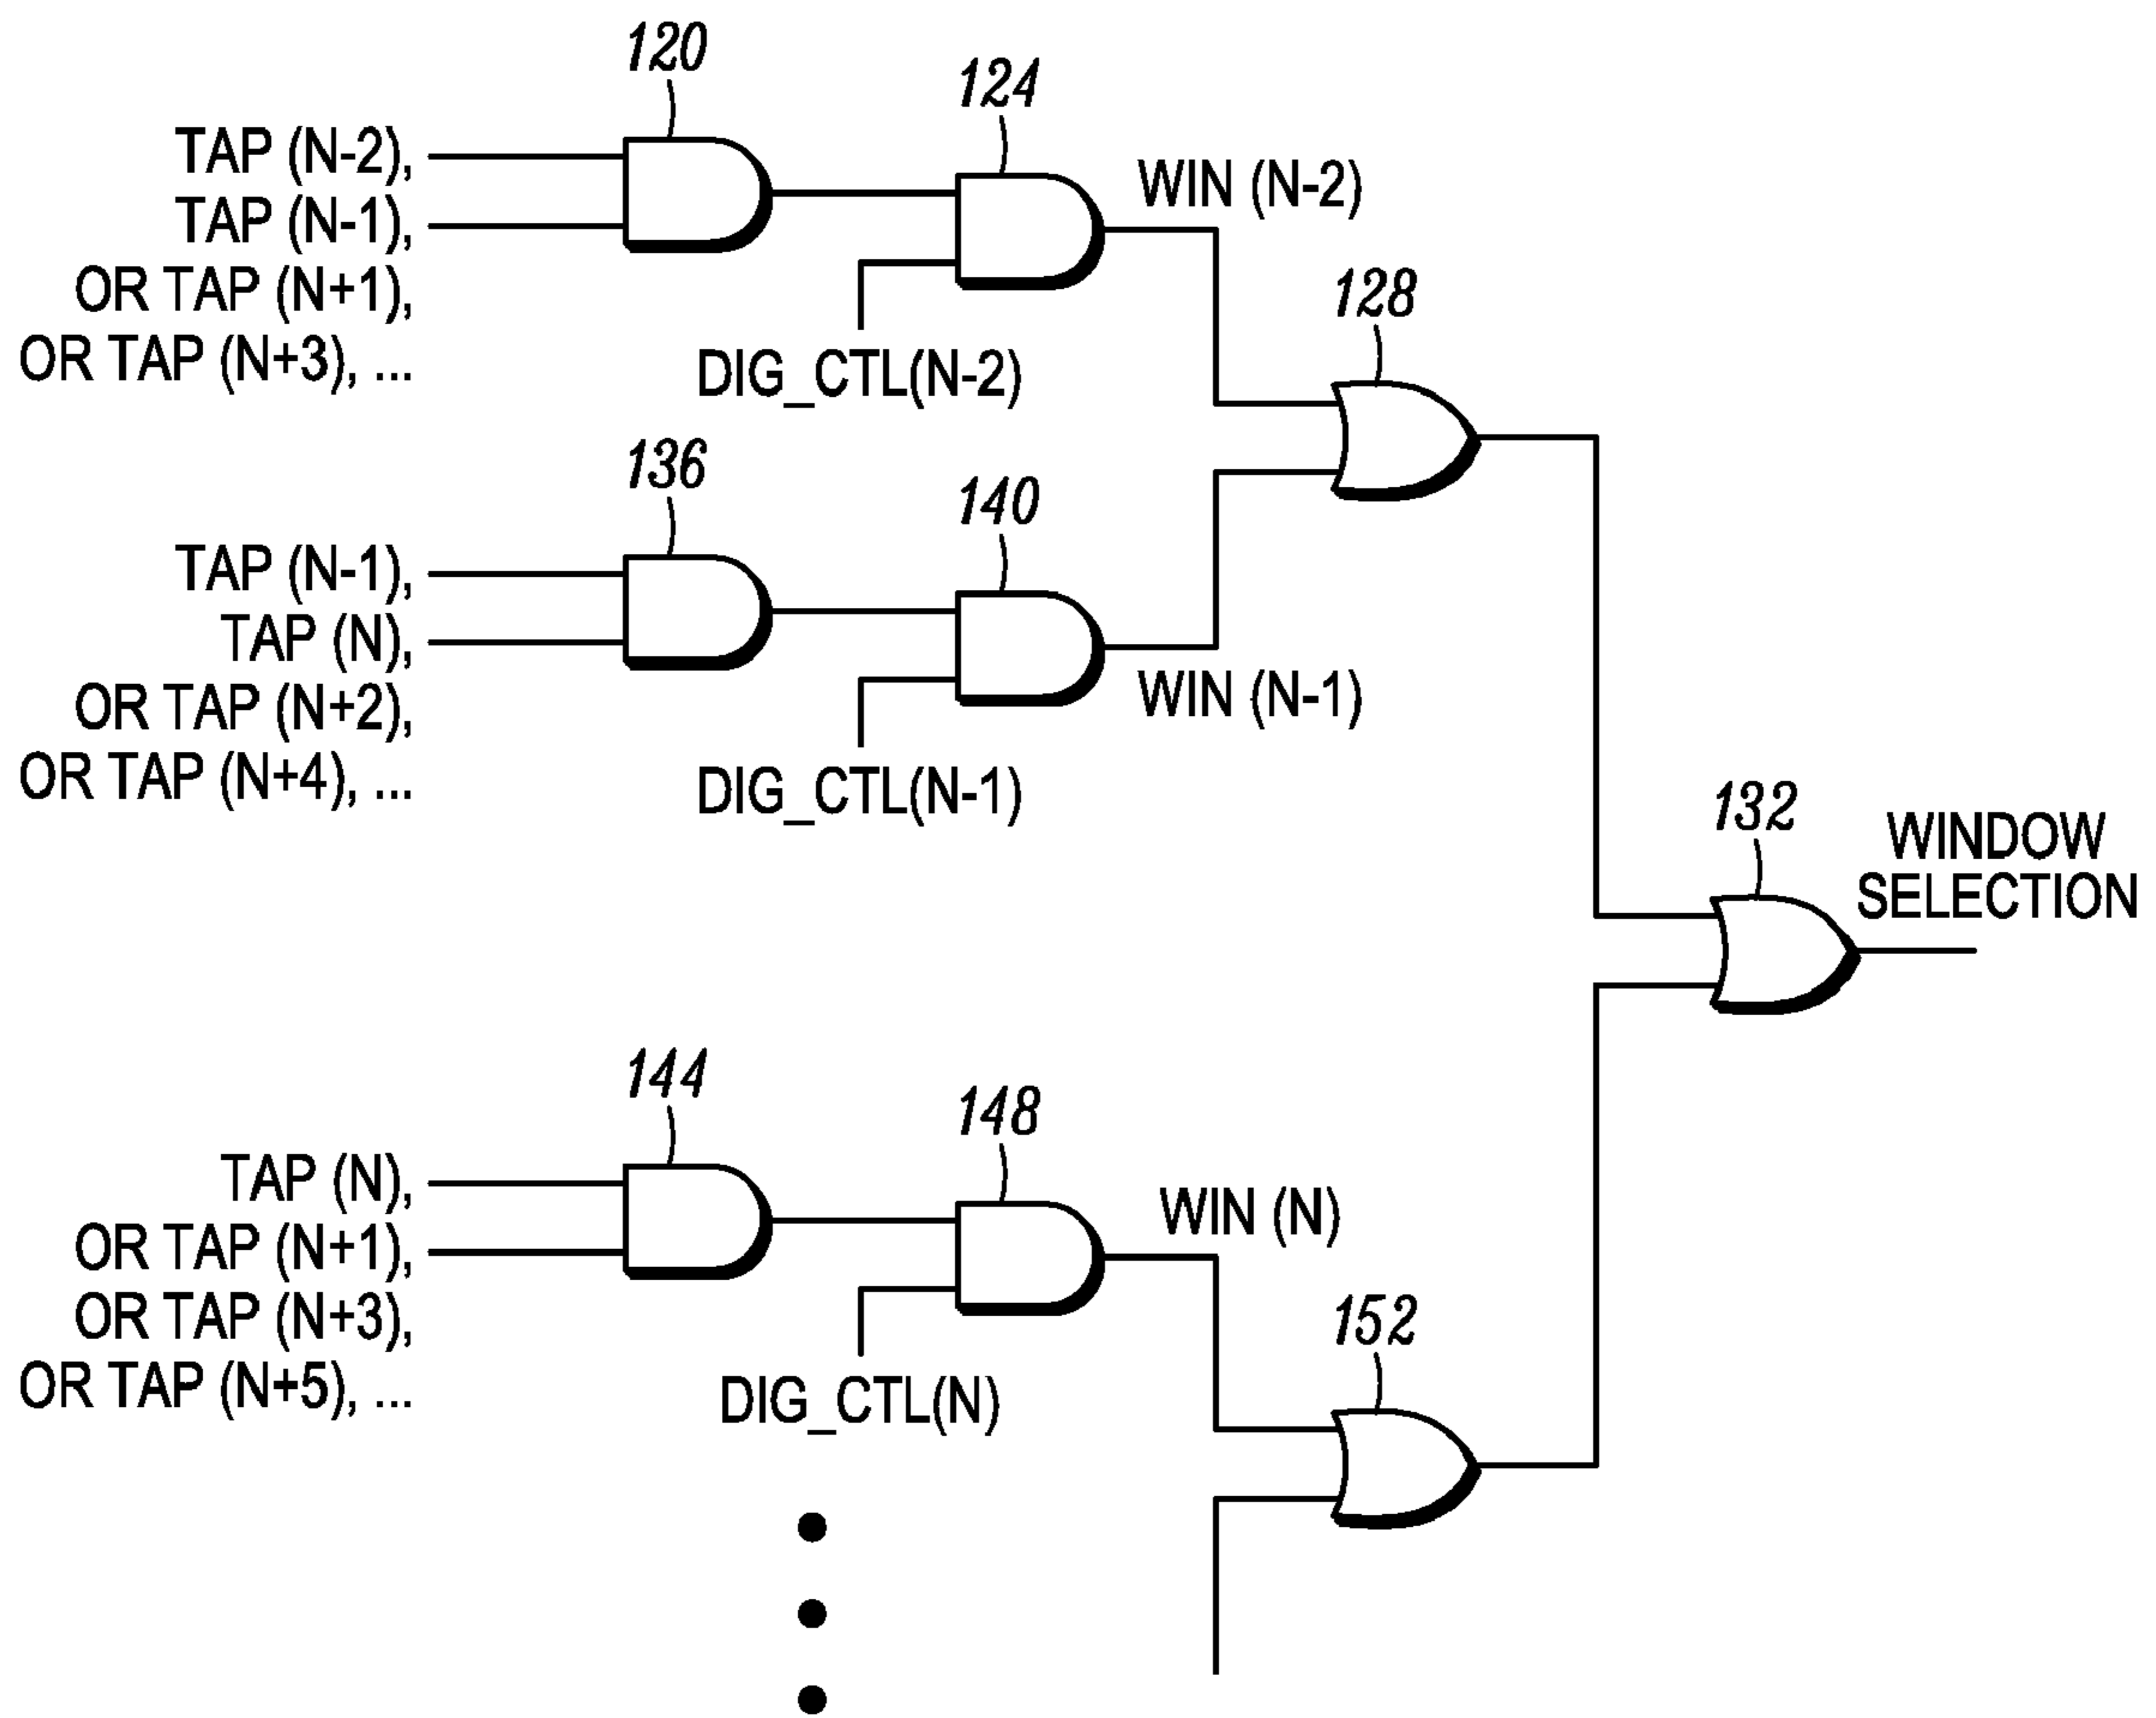 120
124
TAP (N-2),
TAP (N-1),
OR TAP (N+1),
OR TAP (N+3), ...
WIN (N-2)
DIG_CTL(N-2)
128
136
140
TAP (N-1),
TAP (N),
OR TAP (N+2),
OR TAP (N+4), ...
WIN (N-1)
DIG_CTL(N-1)
132
WINDOW
SELECTION
144
148
TAP (N),
OR TAP (N+1),
OR TAP (N+3),
OR TAP (N+5), ...
WIN (N)
DIG_CTL(N)
152